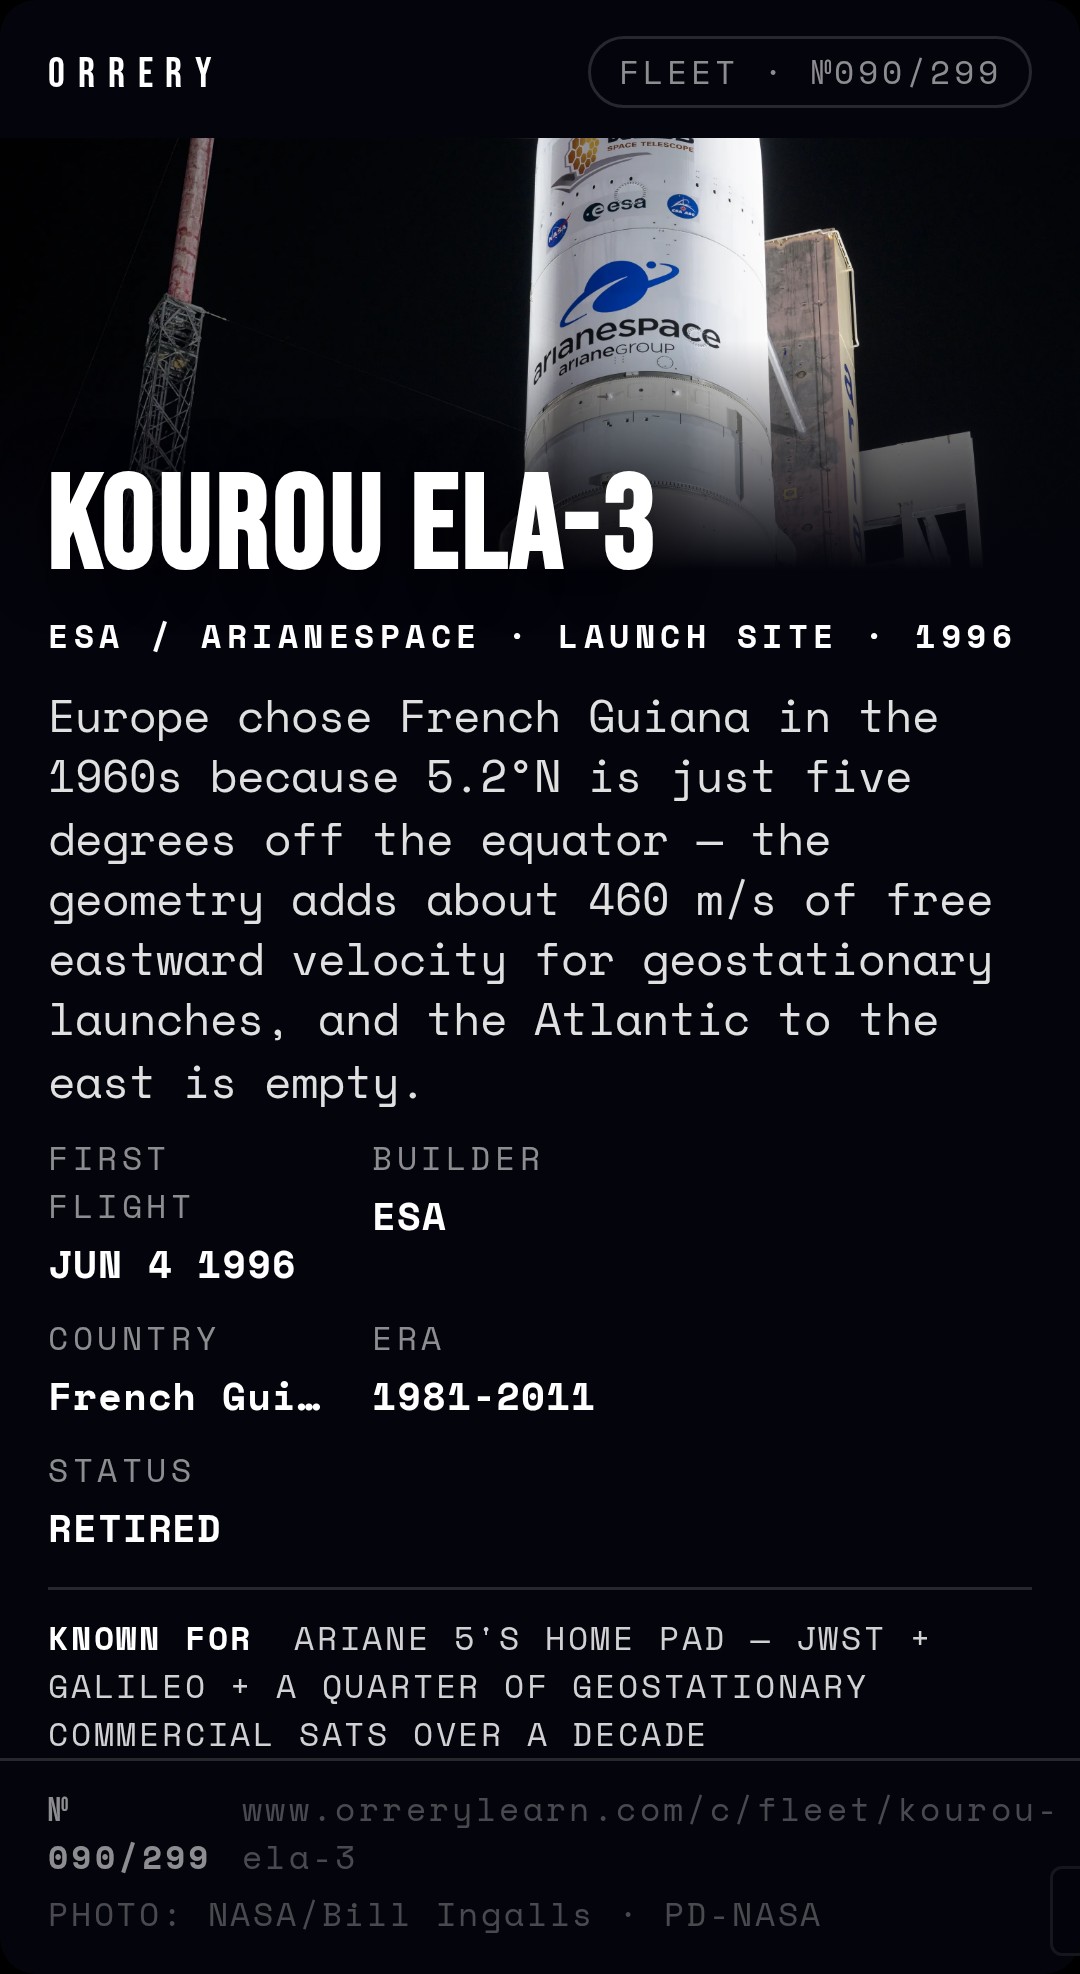 ORRERY
FLEET · №090/299
SPACE TELESCOPE
esa
arianespace
arianeGROUP
KOUROU ELA-3
ESA / ARIANESPACE · LAUNCH SITE · 1996
Europe chose French Guiana in the
1960s because 5.2°N is just five
degrees off the equator — the
geometry adds about 460 m/s of free
eastward velocity for geostationary
launches, and the Atlantic to the
east is empty.
FIRST
FLIGHT
JUN 4 1996
BUILDER
ESA
COUNTRY
French Gui…
ERA
1981-2011
STATUS
RETIRED
KNOWN FOR ARIANE 5'S HOME PAD — JWST +
GALILEO + A QUARTER OF GEOSTATIONARY
COMMERCIAL SATS OVER A DECADE
№
090/299
www.orrerylearn.com/c/fleet/kourou-
ela-3
PHOTO: NASA/Bill Ingalls · PD-NASA